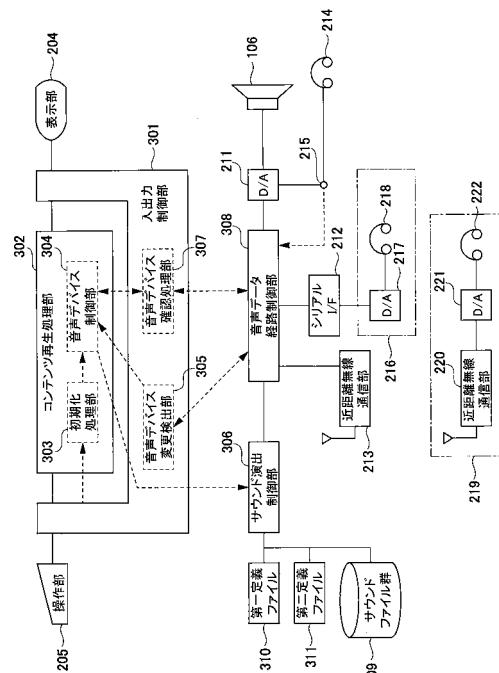 204
表示部
302
コンテンツ再生処理部
304
音声デバイス
制御部
303
初期化
処理部
301
入出力
制御部
音声デバイス
確認処理部
307
音声デバイス
変更検出部
305
操作部
205
106
214
211
D/A
215
308
音声データ
経路制御部
212
シリアル
I/F
218
D/A
217
216
222
221
D/A
220
近距離無線
通信部
219
近距離無線
通信部
213
306
サウンド演出
制御部
第一定義
ファイル
310
第二定義
ファイル
311
サウンド
ファイル群
09